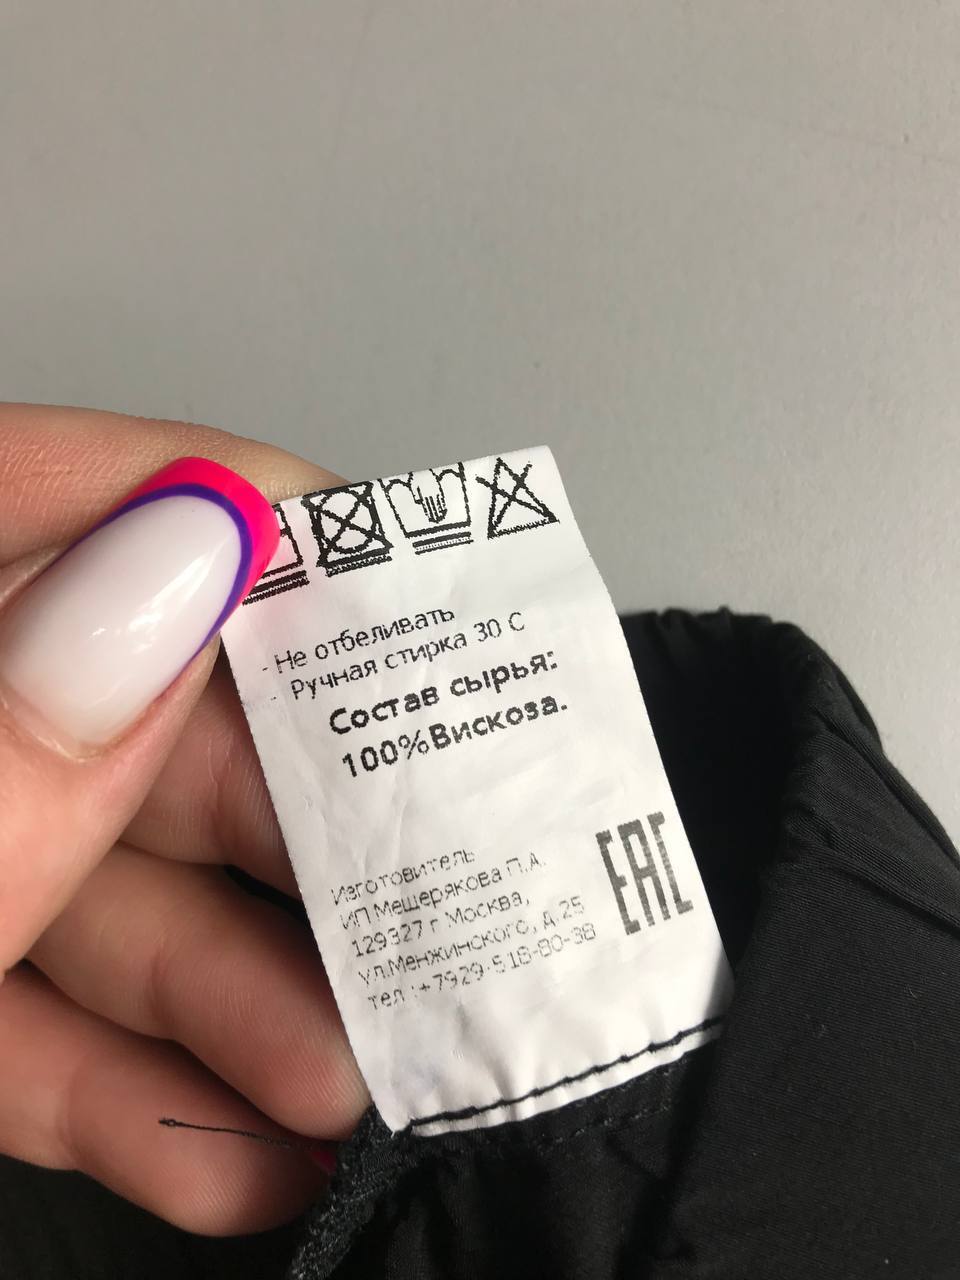 - Не отбеливать
- Ручная стирка 30 С
Состав сырья:
100%Вискоза.
Изготовитель
ИП Мещерякова П.А.
129327 г Москва,
ул.Менжинского, д.25
тел.:+7929-518-80-38
EAC